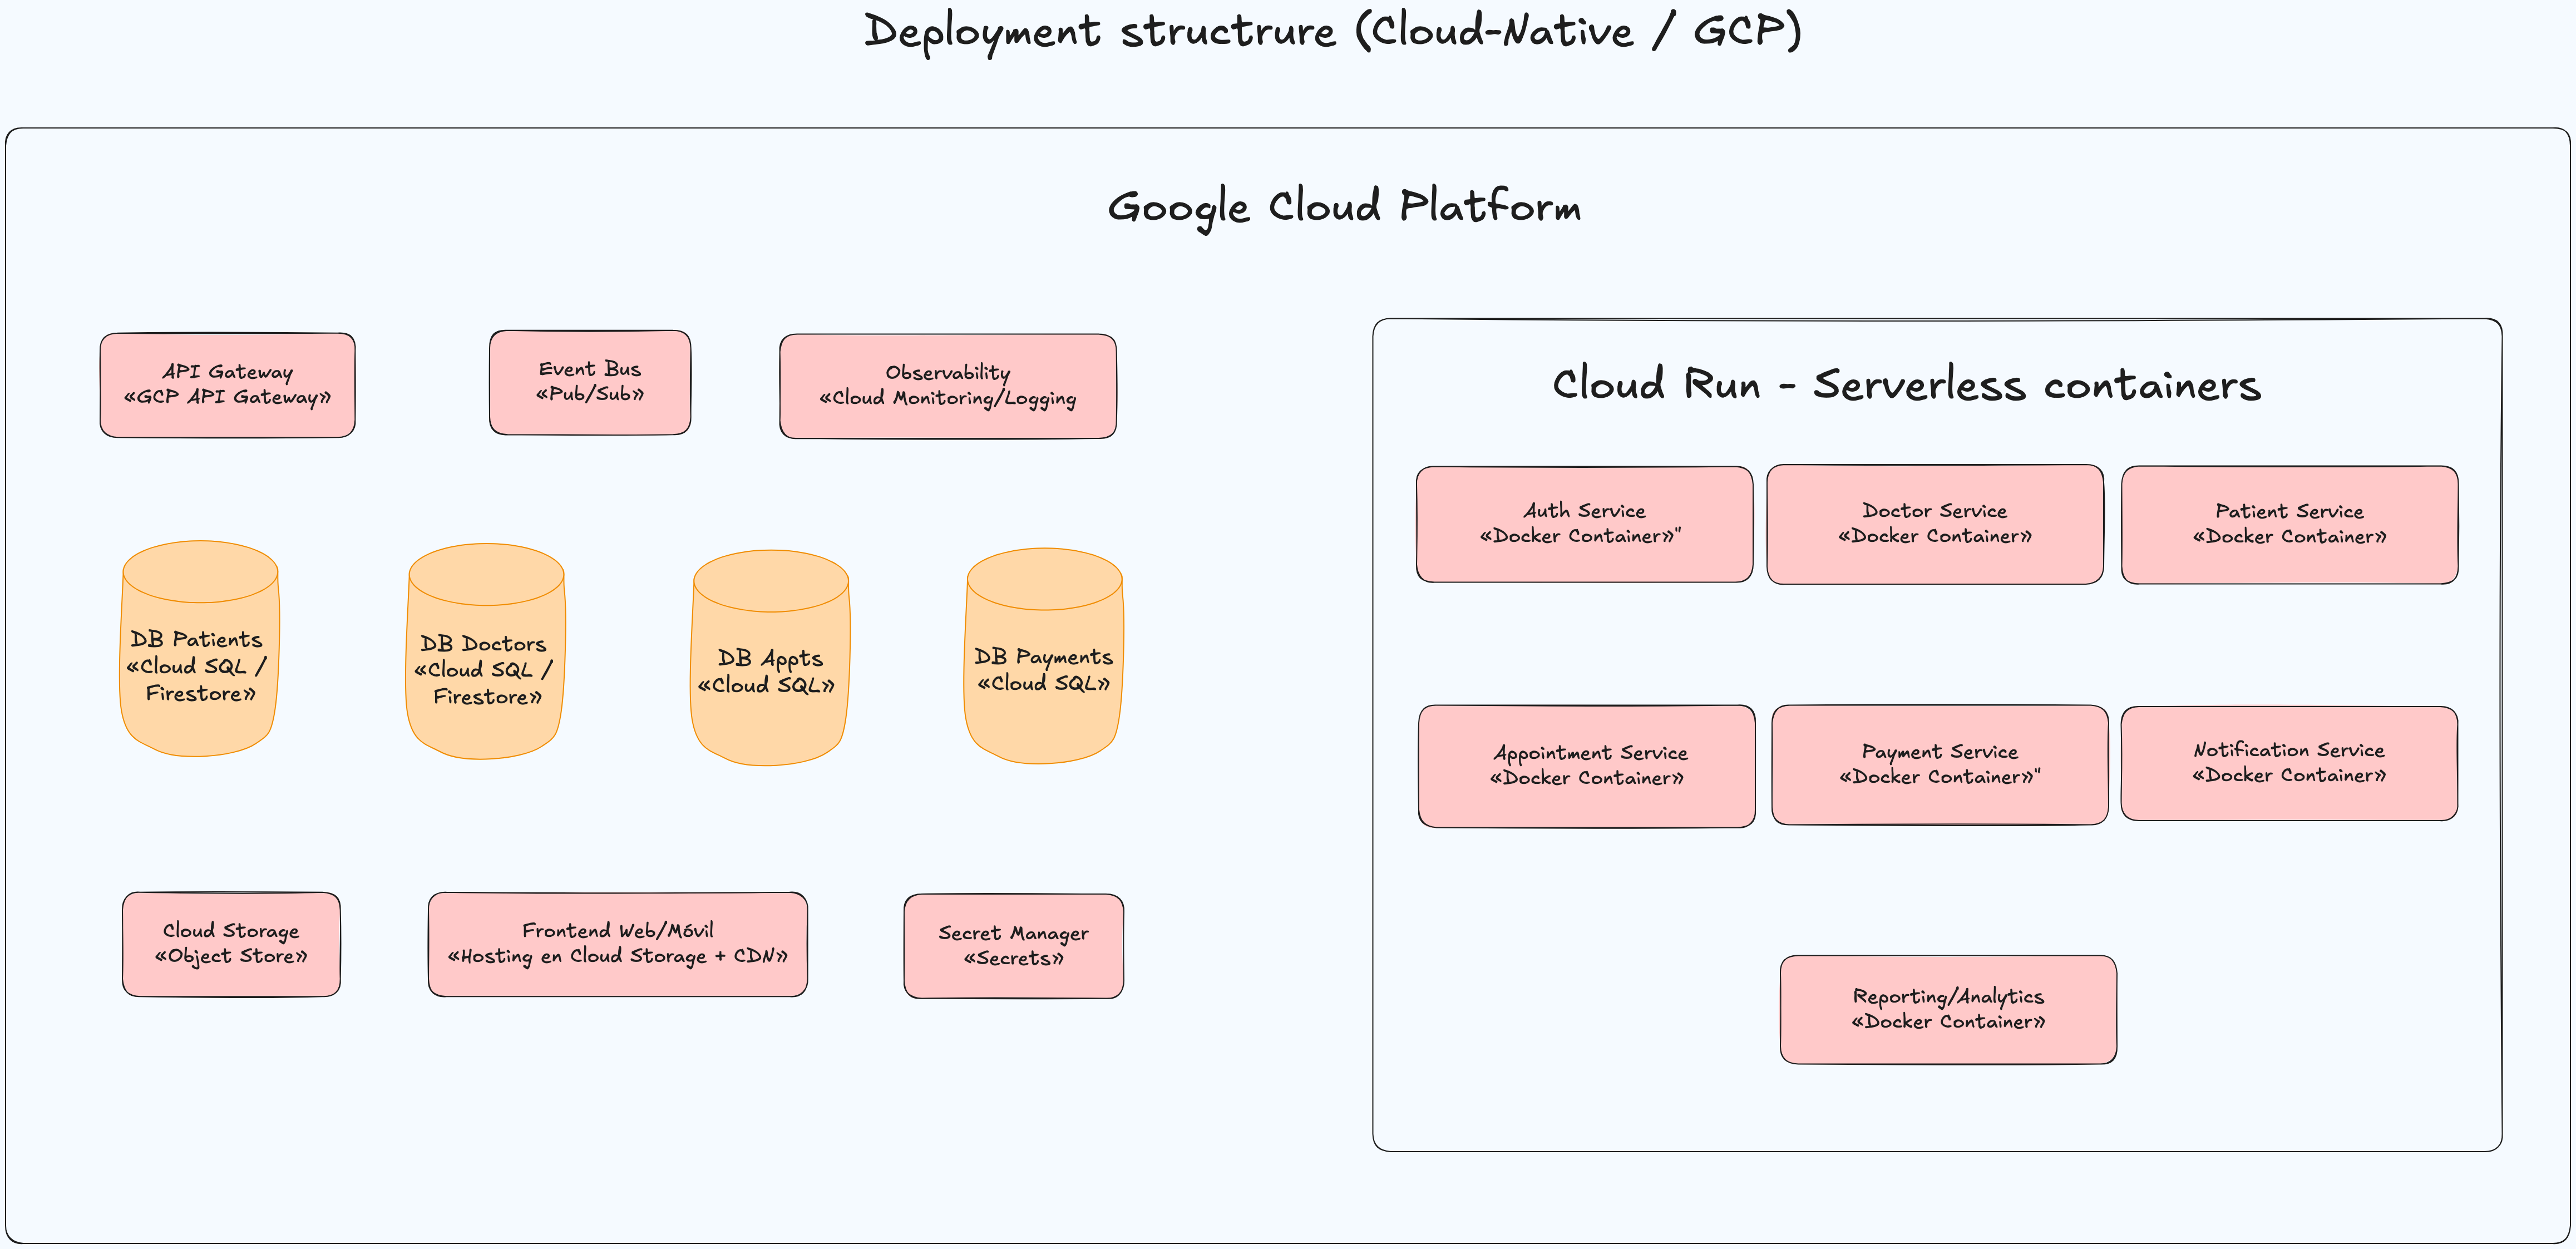 Deployment structrure (Cloud-Native / GCP)
Google Cloud Platform
API Gateway
«GCP API Gateway»
Event Bus
«Pub/Sub»
Observability
«Cloud Monitoring/Logging
DB Patients
«Cloud SQL /
Firestore»
DB Doctors
«Cloud SQL /
Firestore»
DB Appts
«Cloud SQL»
DB Payments
«Cloud SQL»
Cloud Storage
«Object Store»
Frontend Web/Móvil
«Hosting en Cloud Storage + CDN»
Secret Manager
«Secrets»
Cloud Run - Serverless containers
Auth Service
«Docker Container»"
Doctor Service
«Docker Container»
Patient Service
«Docker Container»
Appointment Service
«Docker Container»
Payment Service
«Docker Container»"
Notification Service
«Docker Container»
Reporting/Analytics
«Docker Container»